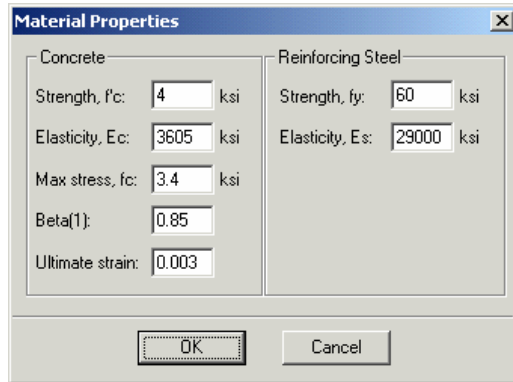 Material Properties
Concrete
Strength, f'c: 4 ksi
Elasticity, Ec: 3605 ksi
Max stress, fc: 3.4 ksi
Beta(1): 0.85
Ultimate strain: 0.003
Reinforcing Steel
Strength, fy: 60 ksi
Elasticity, Es: 29000 ksi
OK
Cancel